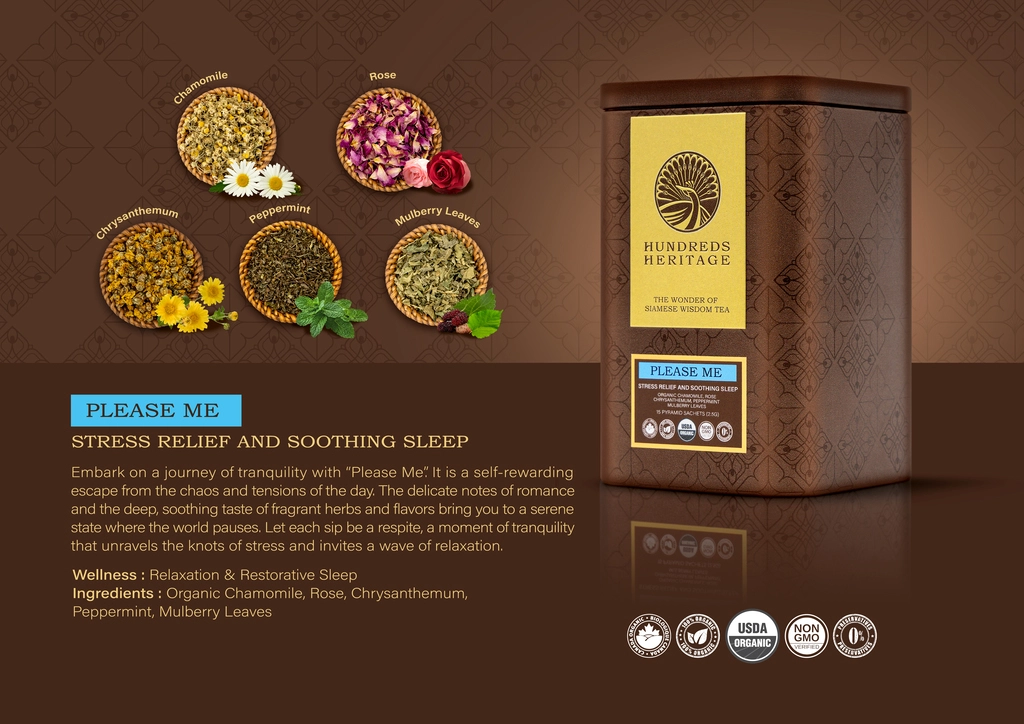 Chamomile
Rose
Chrysanthemum
Peppermint
Mulberry Leaves
HUNDREDS
HERITAGE
THE WONDER OF
SIAMESE WISDOM TEA
PLEASE ME
STRESS RELIEF AND SOOTHING SLEEP
ORGANIC CHAMOMILE, ROSE
CHRYSANTHEMUM, PEPPERMINT
MULBERRY LEAVES
15 PYRAMID SACHETS
USDA
ORGANIC
NON
GMO
0%
PLEASE ME
STRESS RELIEF AND SOOTHING SLEEP
Embark on a journey of tranquility with "Please Me". It is a self-rewarding
escape from the chaos and tensions of the day. The delicate notes of romance
and the deep, soothing taste of fragrant herbs and flavors bring you to a serene
state where the world pauses. Let each sip be a respite, a moment of tranquility
that unravels the knots of stress and invites a wave of relaxation.
Wellness : Relaxation & Restorative Sleep
Ingredients : Organic Chamomile, Rose, Chrysanthemum,
Peppermint, Mulberry Leaves
CANADA ORGANIC • BIOLOGIQUE CANADA
100% ORGANIC
USDA
ORGANIC
NON
GMO
VERIFIED
PRESERVATIVES
0%
PRESERVATIVES